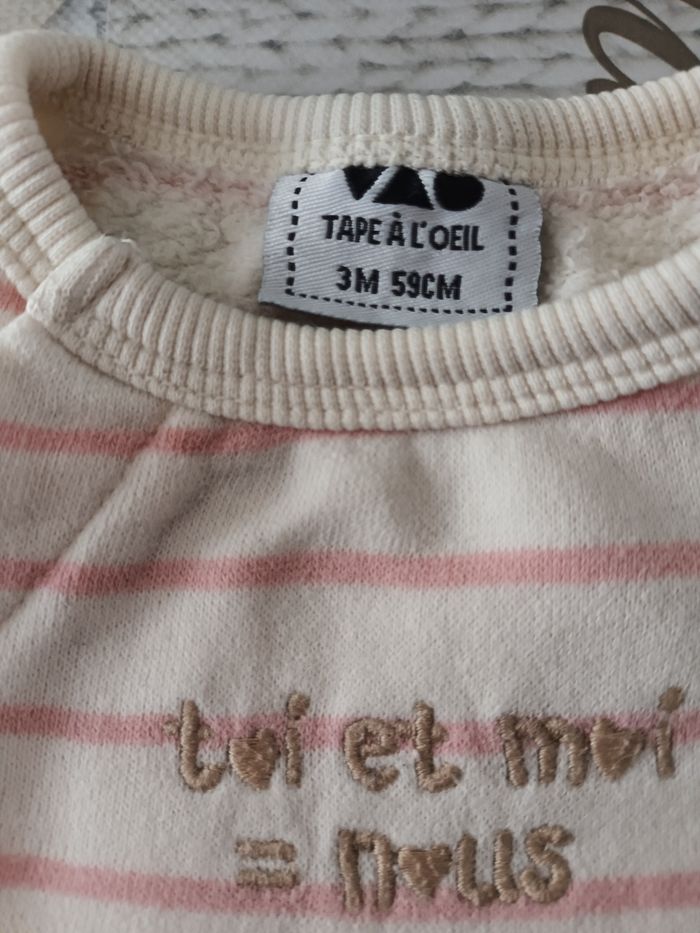 TAPE À L'OEIL
3M 59CM
toi et moi
= nous